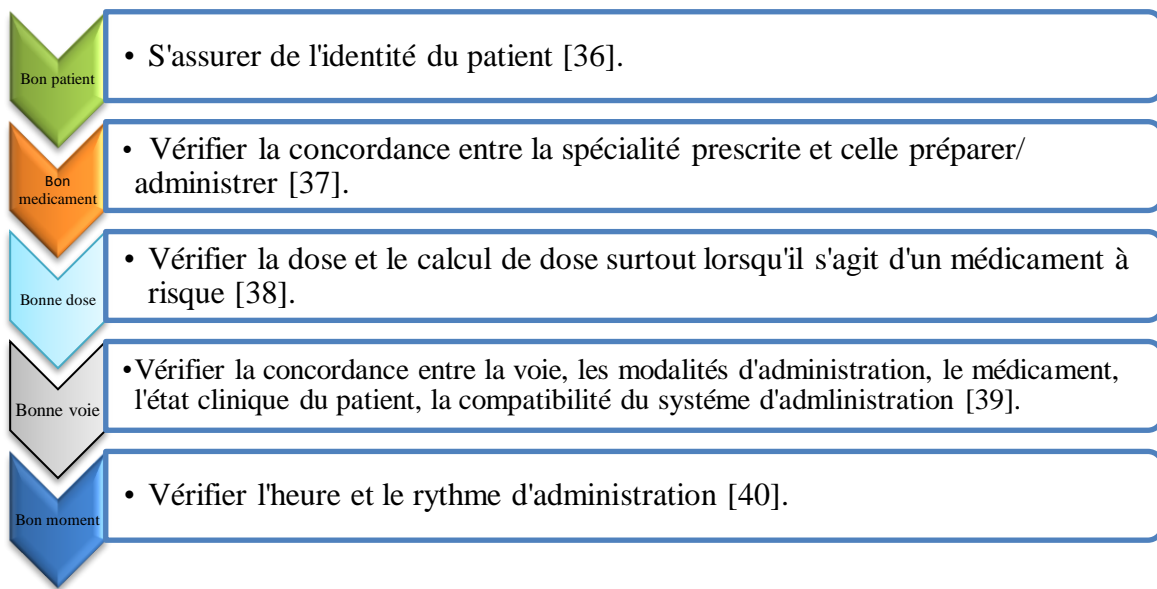 Bon patient
• S'assurer de l'identité du patient [36].
Bon
medicament
• Vérifier la concordance entre la spécialité prescrite et celle préparer/
administrer [37].
Bonne dose
• Vérifier la dose et le calcul de dose surtout lorsqu'il s'agit d'un médicament à
risque [38].
Bonne voie
•Vérifier la concordance entre la voie, les modalités d'administration, le médicament,
l'état clinique du patient, la compatibilité du systéme d'admlinistration [39].
Bon moment
• Vérifier l'heure et le rythme d'administration [40].